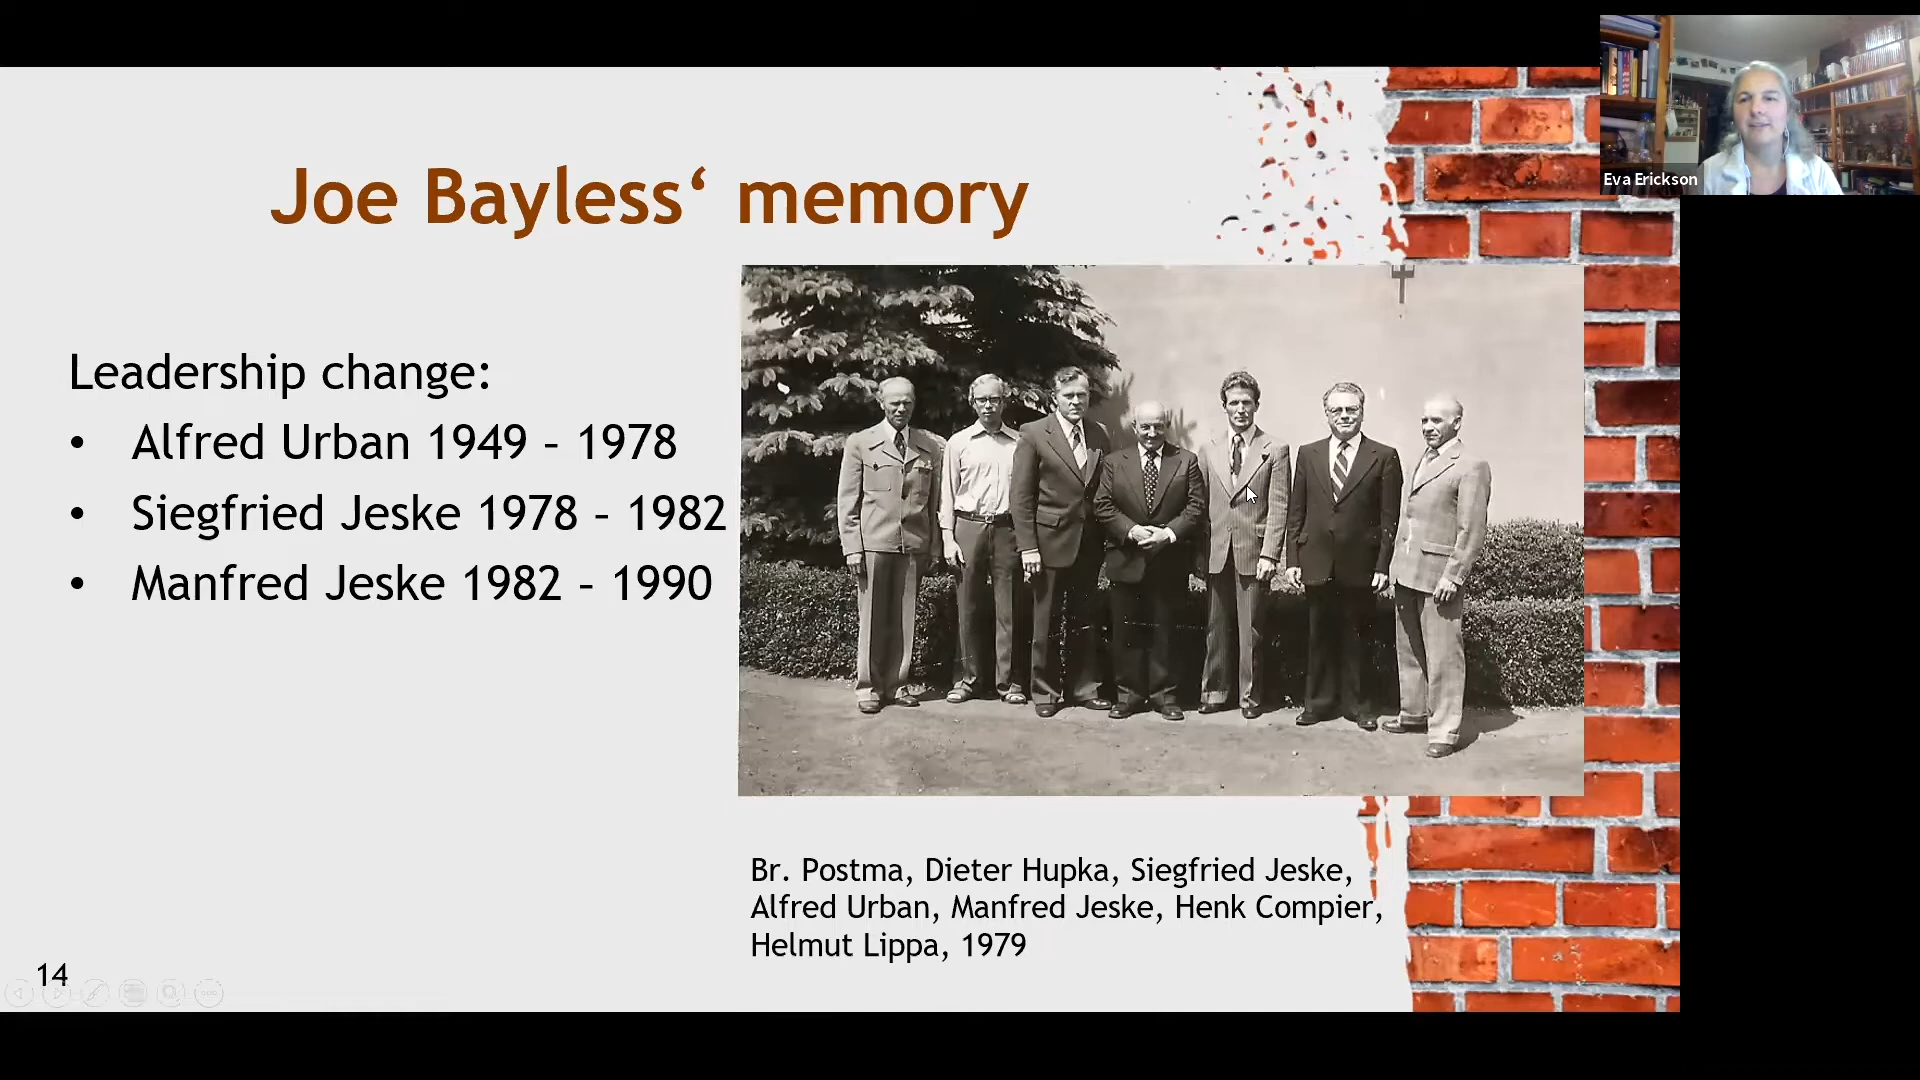 Joe Bayless‘ memory
Leadership change:
• Alfred Urban 1949 – 1978
• Siegfried Jeske 1978 – 1982
• Manfred Jeske 1982 – 1990
Br. Postma, Dieter Hupka, Siegfried Jeske,
Alfred Urban, Manfred Jeske, Henk Compier,
Helmut Lippa, 1979
14
Eva Erickson